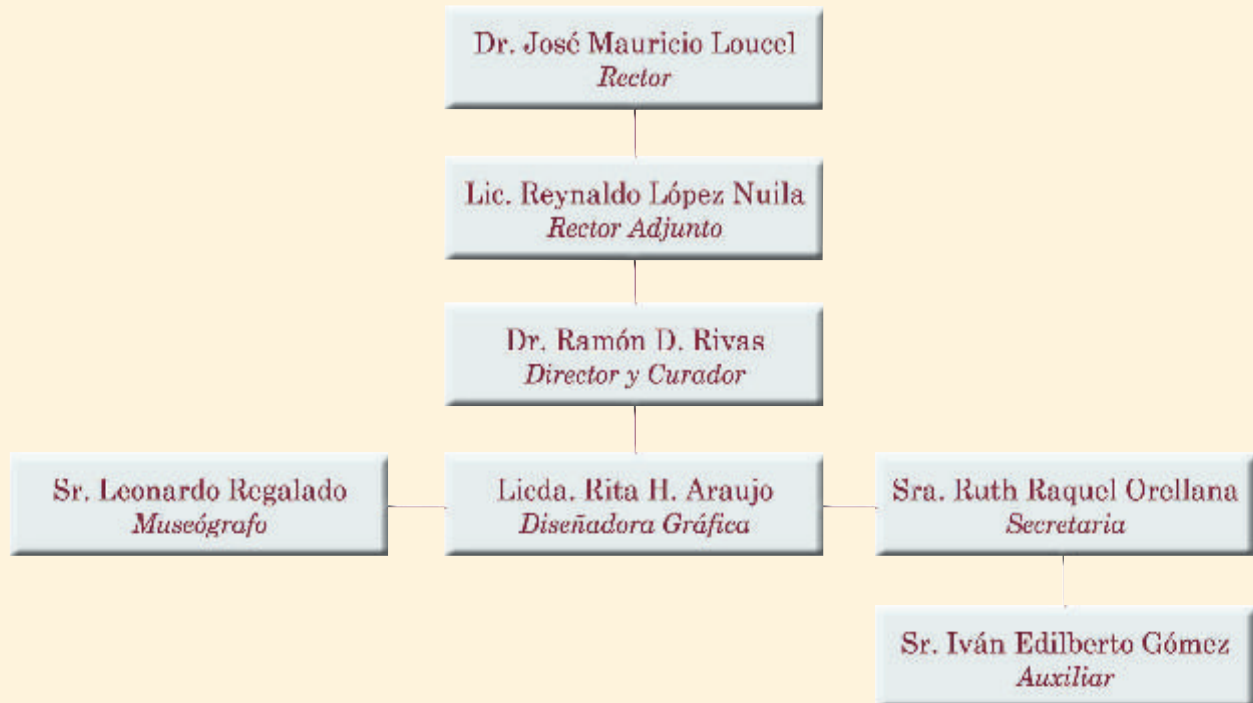 Dr. José Mauricio Loucel
Rector
Lic. Reynaldo López Nuila
Rector Adjunto
Dr. Ramón D. Rivas
Director y Curador
Sr. Leonardo Regalado
Museógrafo
Licda. Rita H. Araujo
Diseñadora Gráfica
Sra. Ruth Raquel Orellana
Secretaria
Sr. Iván Edilberto Gómez
Auxiliar